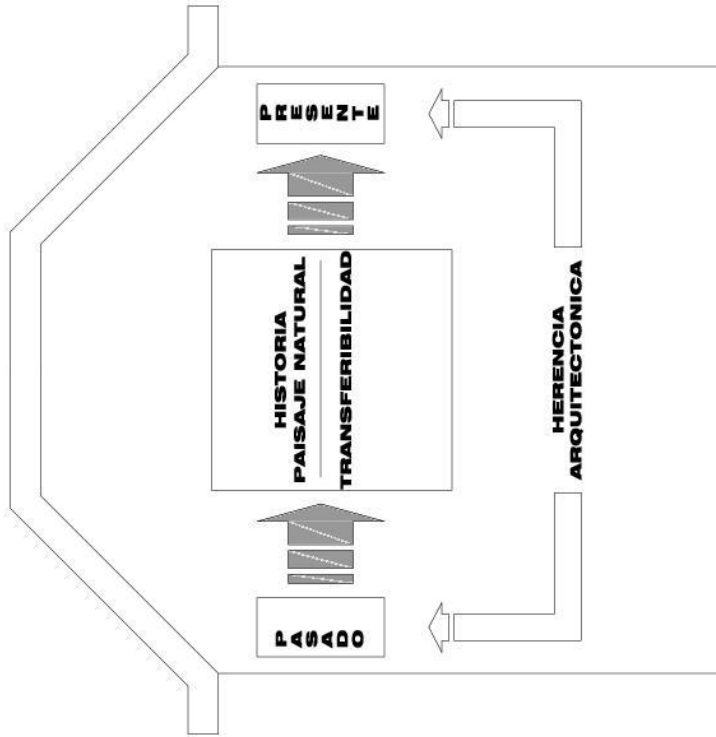 PASADO
HISTORIA
PAISAJE NATURAL
TRANSFERIBILIDAD
PRESENTE
HERENCIA
ARQUITECTONICA